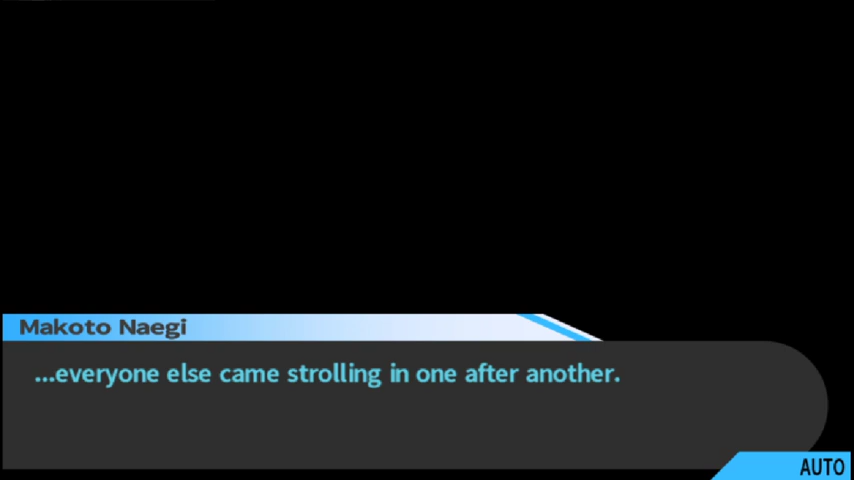 Makoto Naegi
...everyone else came strolling in one after another.
AUTO